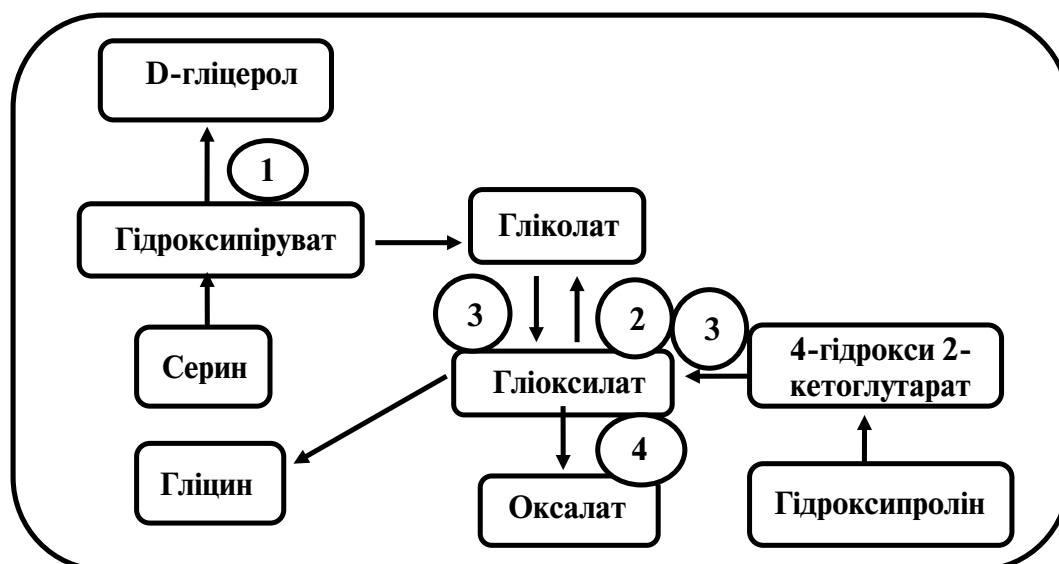 D-гліцерол
1
Гідроксипіруват
Гліколат
3
2
3
4-гідрокси 2-
кетоглутарат
Серин
Гліоксилат
Гліцин
4
Оксалат
Гідроксипролін